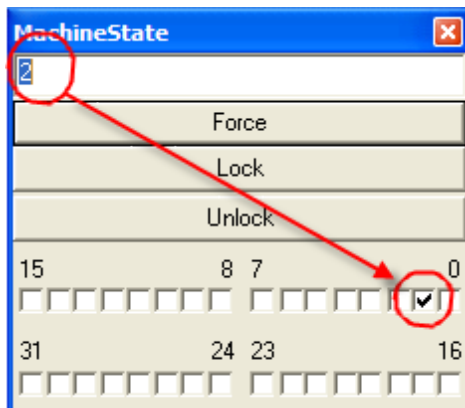 MachineState
2
Force
Lock
Unlock
15 8 7 0
31 24 23 16